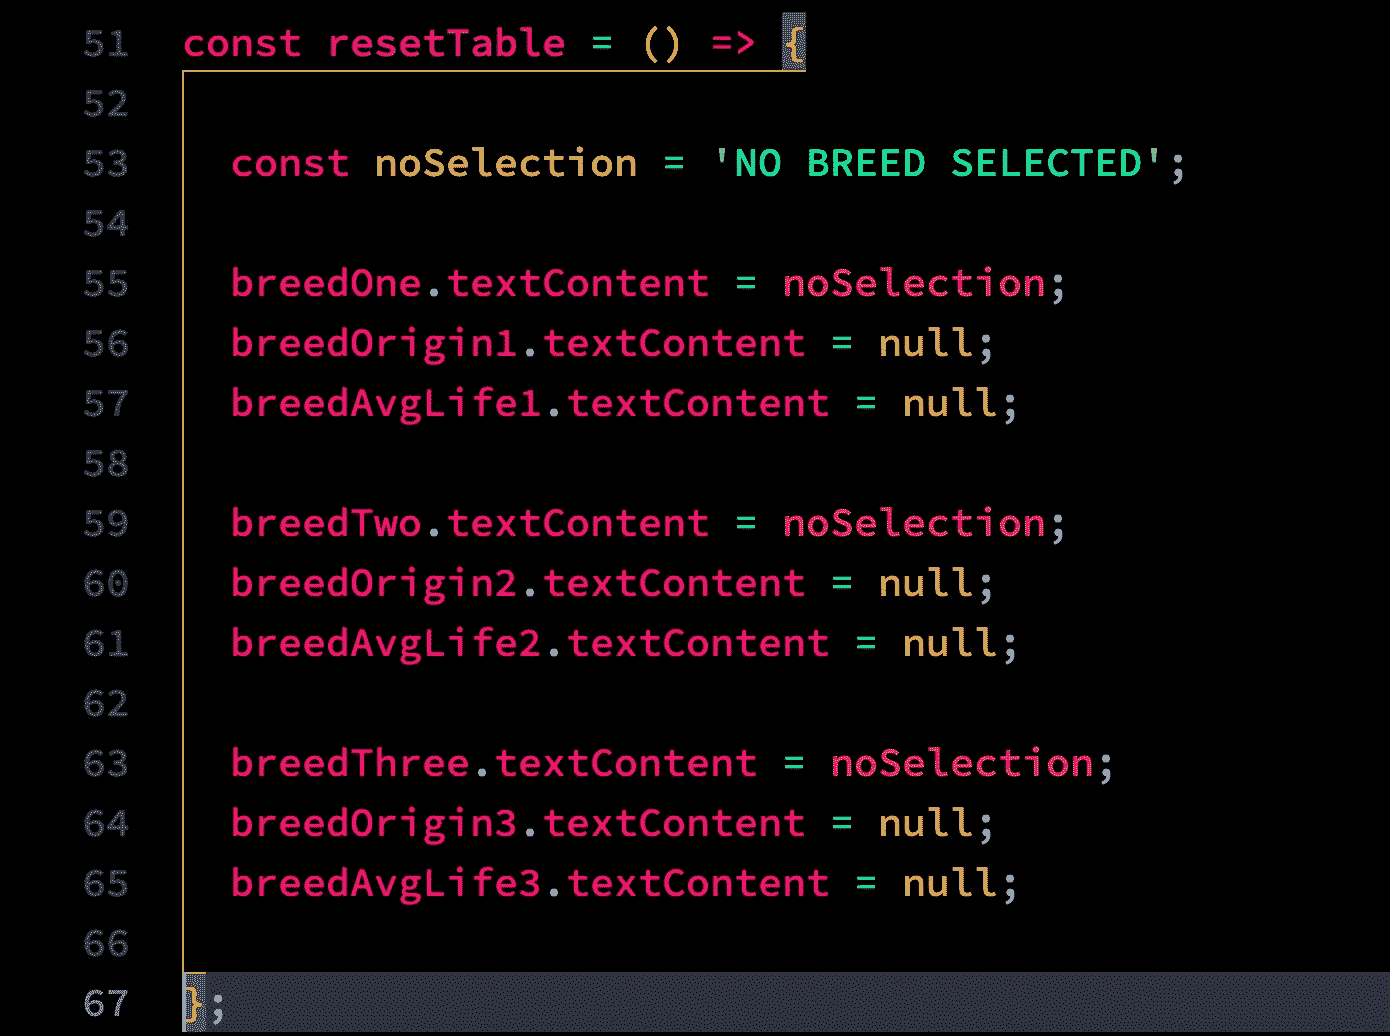 51 const resetTable = () => {
52
53 const noSelection = 'NO BREED SELECTED';
54
55 breedOne.textContent = noSelection;
56 breedOrigin1.textContent = null;
57 breedAvgLife1.textContent = null;
58
59 breedTwo.textContent = noSelection;
60 breedOrigin2.textContent = null;
61 breedAvgLife2.textContent = null;
62
63 breedThree.textContent = noSelection;
64 breedOrigin3.textContent = null;
65 breedAvgLife3.textContent = null;
66
67 };